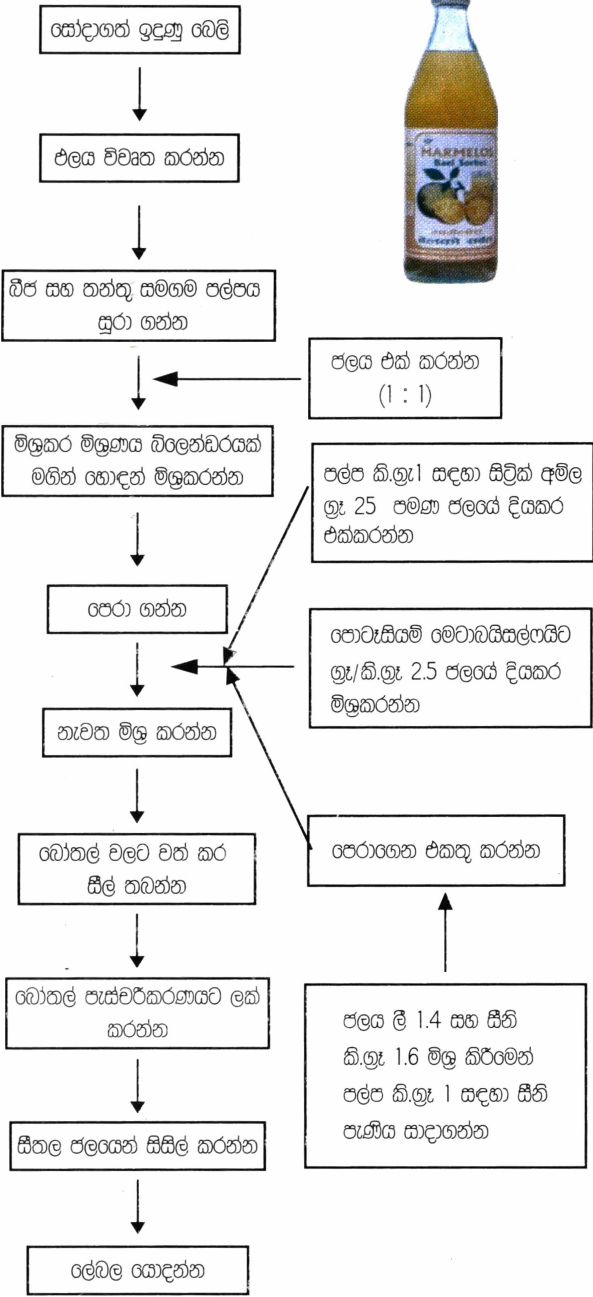 සෝදාගත් ඉදුණු බෙලි
MARMELOS
Bael Sorbet
ඵලය විවෘත කරන්න
බීජ සහ තන්තු සමගම පල්පය
සූරා ගන්න
ජලය එක් කරන්න
(1 : 1)
මිශ්‍රකර මිශ්‍රණය බ්ලෙන්ඩරයක්
මගින් හොඳන් මිශ්‍රකරන්න
පල්ප කි.ග්‍රෑ1 සඳහා සිට්‍රික් අම්ල
ග්‍රෑ 25 පමණ ජලයේ දියකර
එක්කරන්න
පෙරා ගන්න
පොටෑසියම් මෙටාබයිසල්ෆයිට
ග්‍රෑ/කි.ග්‍රෑ 2.5 ජලයේ දියකර
මිශ්‍රකරන්න
නැවත මිශ්‍ර කරන්න
බෝතල් වලට වත් කර
සීල් තබන්න
පෙරාගෙන එකතු කරන්න
බෝතල් පැස්චරීකරණයට ලක්
කරන්න
ජලය ලී 1.4 සහ සීනි
කි.ග්‍රෑ 1.6 මිශ්‍ර කිරීමෙන්
පල්ප කි.ග්‍රෑ 1 සඳහා සීනි
පැණිය සාදාගන්න
සීතල ජලයෙන් සිසිල් කරන්න
ලේබල යොදන්න